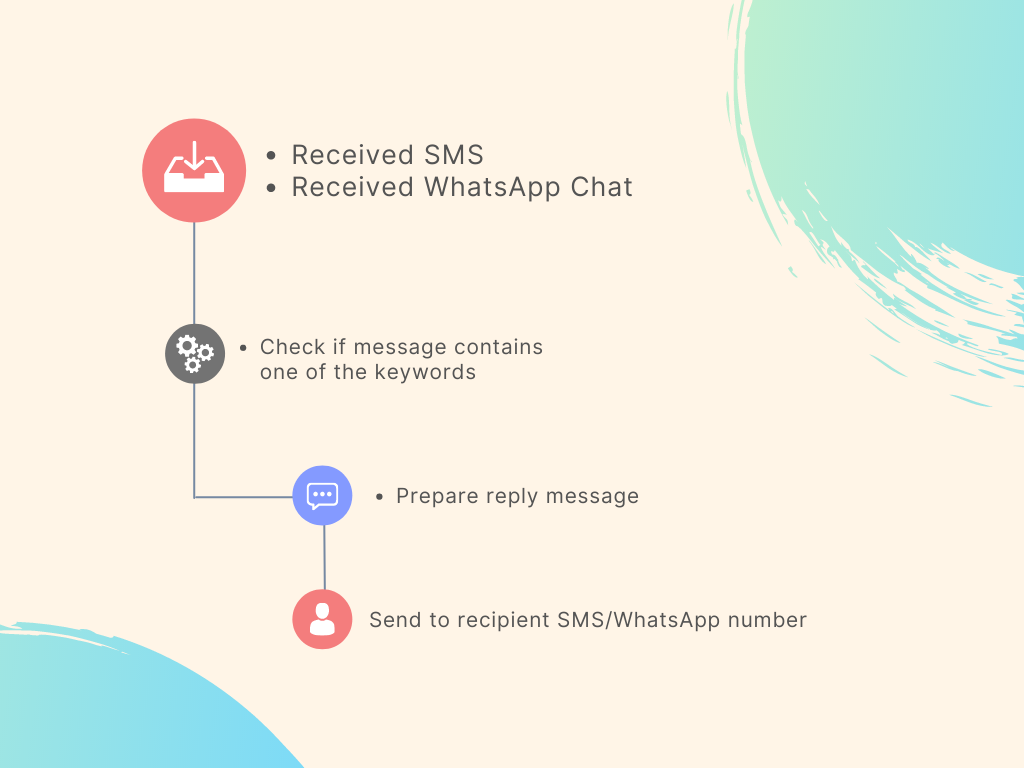 • Received SMS
• Received WhatsApp Chat
• Check if message contains
one of the keywords
• Prepare reply message
Send to recipient SMS/WhatsApp number